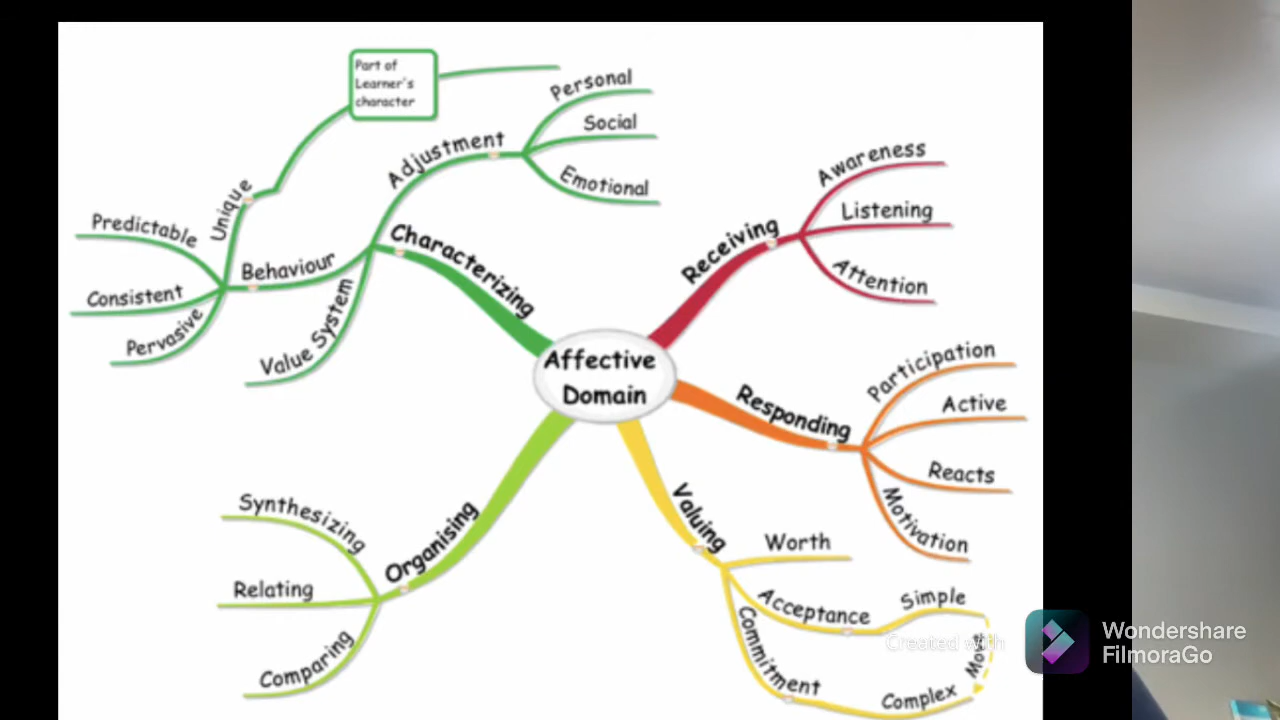 Affective
Domain
Receiving
Awareness
Listening
Attention
Responding
Participation
Active
Reacts
Motivation
Valuing
Worth
Acceptance
Simple
Move
Commitment
Complex
Organising
Synthesizing
Relating
Comparing
Characterizing
Adjustment
Personal
Social
Emotional
Behaviour
Unique
Part of
Learner's
character
Predictable
Consistent
Pervasive
Value System
Created with
Wondershare
FilmoraGo